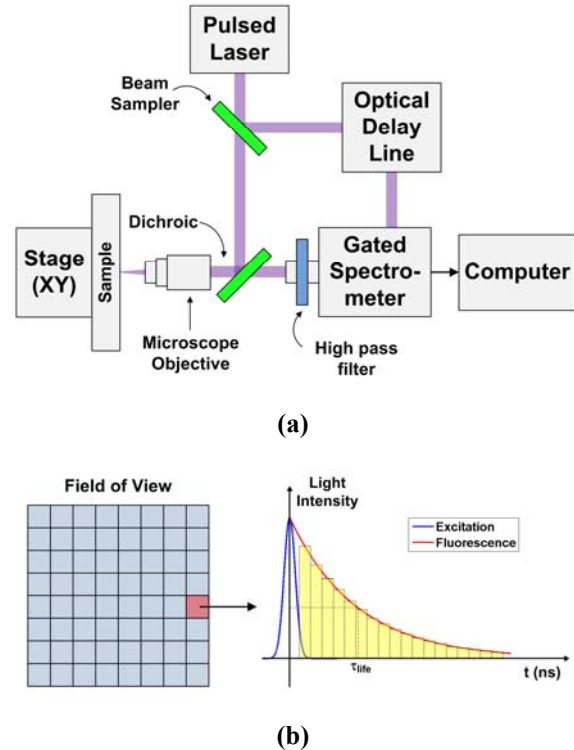 Pulsed
Laser
Beam
Sampler
Optical
Delay
Line
Dichroic
Stage
(XY)
Sample
Gated
Spectro-
meter
Computer
Microscope
Objective
High pass
filter
(a)
Field of View
Light
Intensity
Excitation
Fluorescence
τlife
t (ns)
(b)